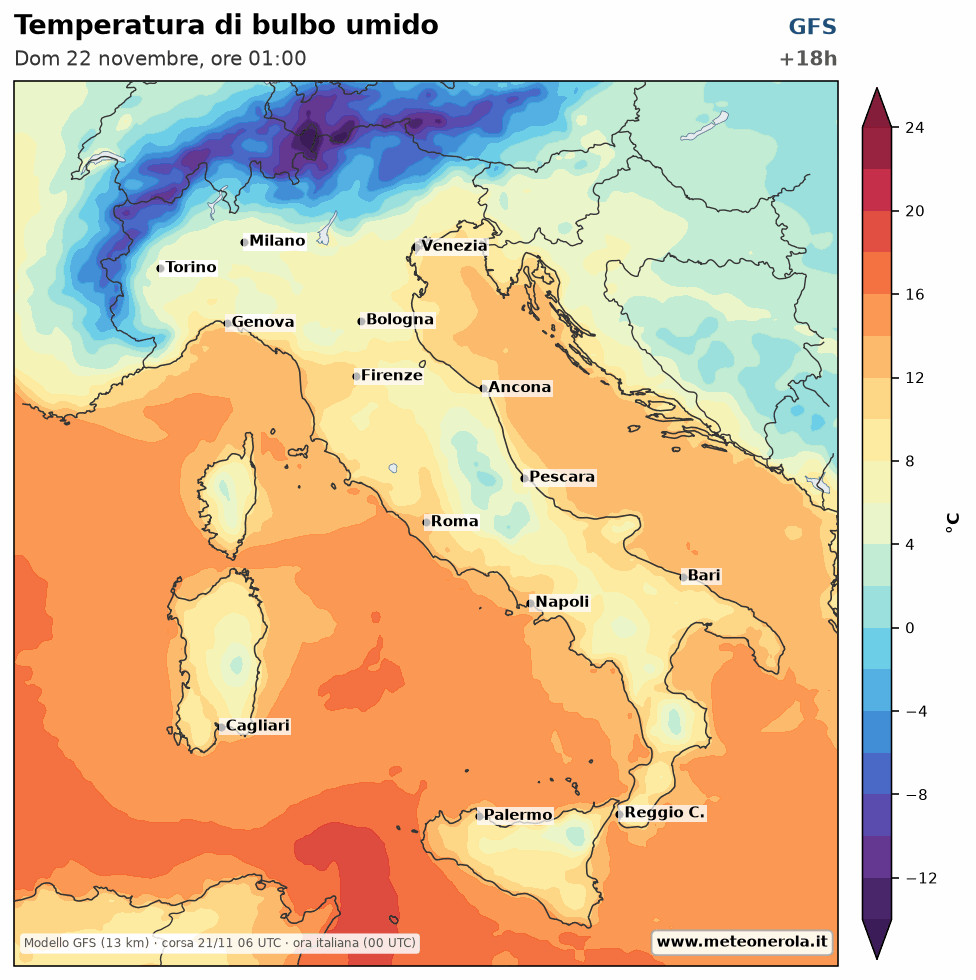 Temperatura di bulbo umido
GFS
Dom 22 novembre, ore 01:00
+18h
Milano
Venezia
Torino
Genova
Bologna
Firenze
Ancona
Pescara
Roma
Bari
Napoli
Cagliari
Palermo
Reggio C.
24
20
16
12
8
4
0
−4
−8
−12
°C
Modello GFS (13 km) · corsa 21/11 06 UTC · ora italiana (00 UTC)
www.meteonerola.it